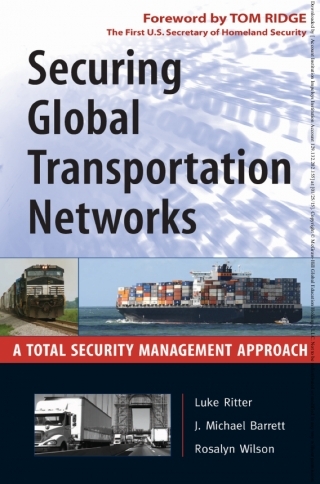 Foreword by TOM RIDGE
The First U.S. Secretary of Homeland Security
Securing
Global
Transportation
Networks
A TOTAL SECURITY MANAGEMENT APPROACH
Luke Ritter
J. Michael Barrett
Rosalyn Wilson